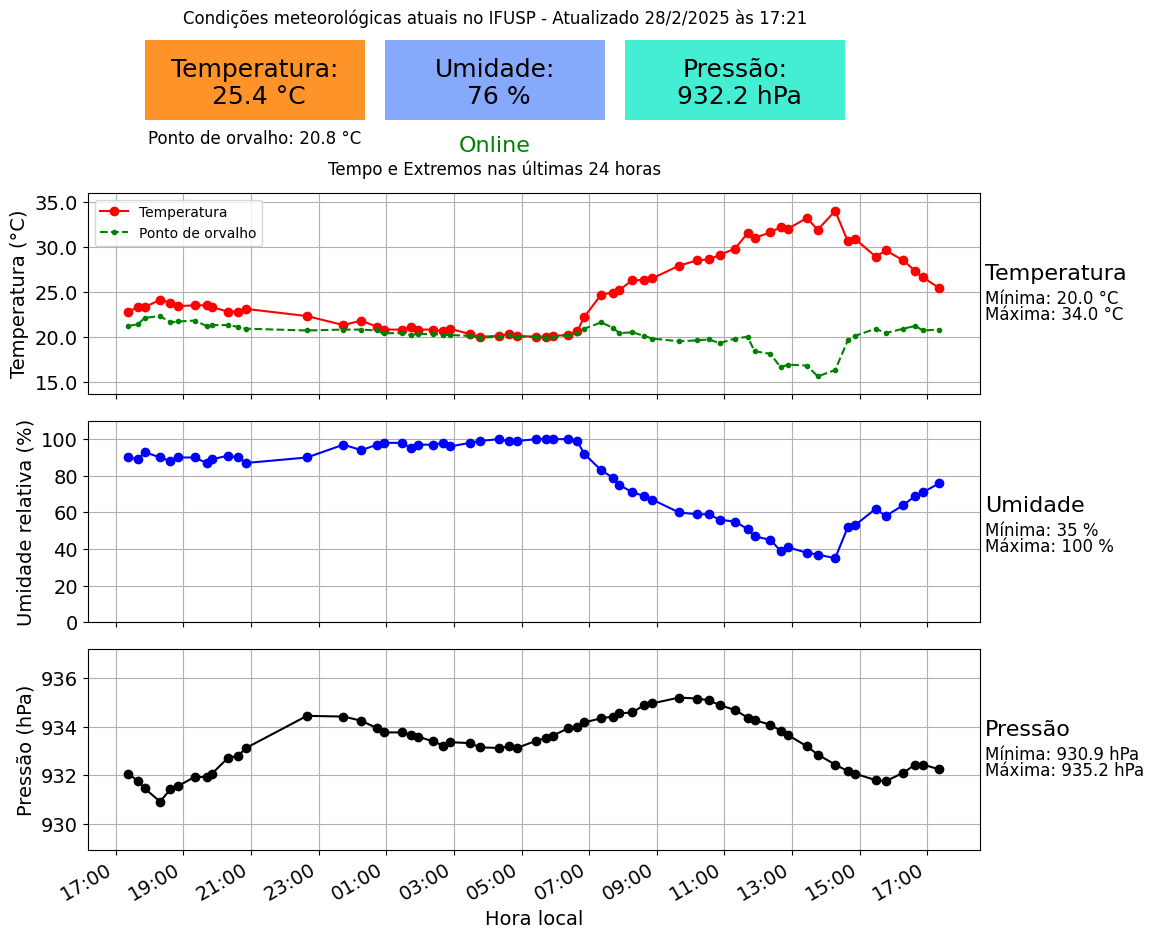 Condições meteorológicas atuais no IFUSP - Atualizado 28/2/2025 às 17:21
Temperatura:
25.4 °C
Umidade:
76 %
Pressão:
932.2 hPa
Ponto de orvalho: 20.8 °C
Online
Tempo e Extremos nas últimas 24 horas
Temperatura (°C)
35.0
30.0
25.0
20.0
15.0
Temperatura
Ponto de orvalho
Temperatura
Mínima: 20.0 °C
Máxima: 34.0 °C
Umidade relativa (%)
100
80
60
40
20
0
Umidade
Mínima: 35 %
Máxima: 100 %
Pressão (hPa)
936
934
932
930
Pressão
Mínima: 930.9 hPa
Máxima: 935.2 hPa
17:00
19:00
21:00
23:00
01:00
03:00
05:00
07:00
09:00
11:00
13:00
15:00
17:00
Hora local